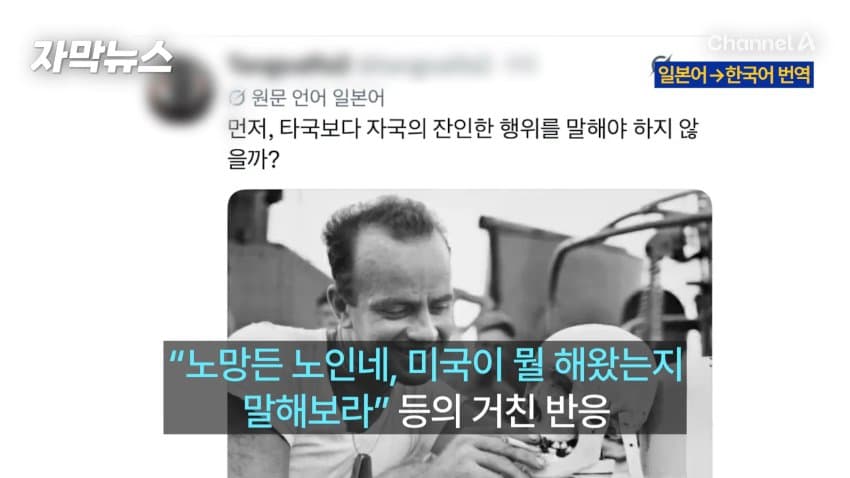 자막뉴스
Channel A
일본어→한국어 번역
원문 언어 일본어
먼저, 타국보다 자국의 잔인한 행위를 말해야 하지 않
을까?
“노망든 노인네, 미국이 뭘 해왔는지
말해보라” 등의 거친 반응